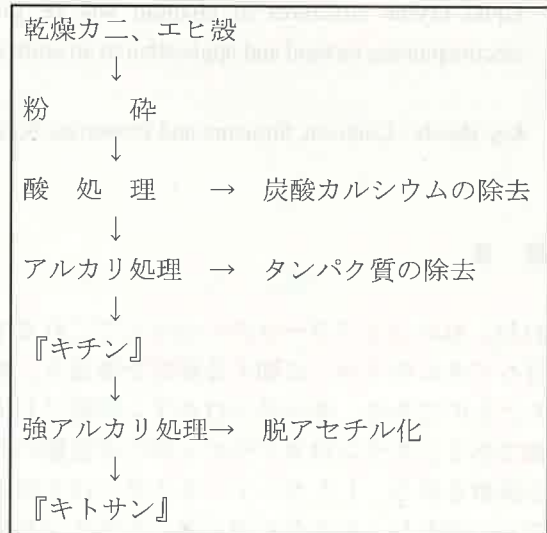 乾燥カニ、エビ殻
↓
粉　　砕
↓
酸　処　理　→　炭酸カルシウムの除去
↓
アルカリ処理　→　タンパク質の除去
↓
『キチン』
↓
強アルカリ処理→　脱アセチル化
↓
『キトサン』